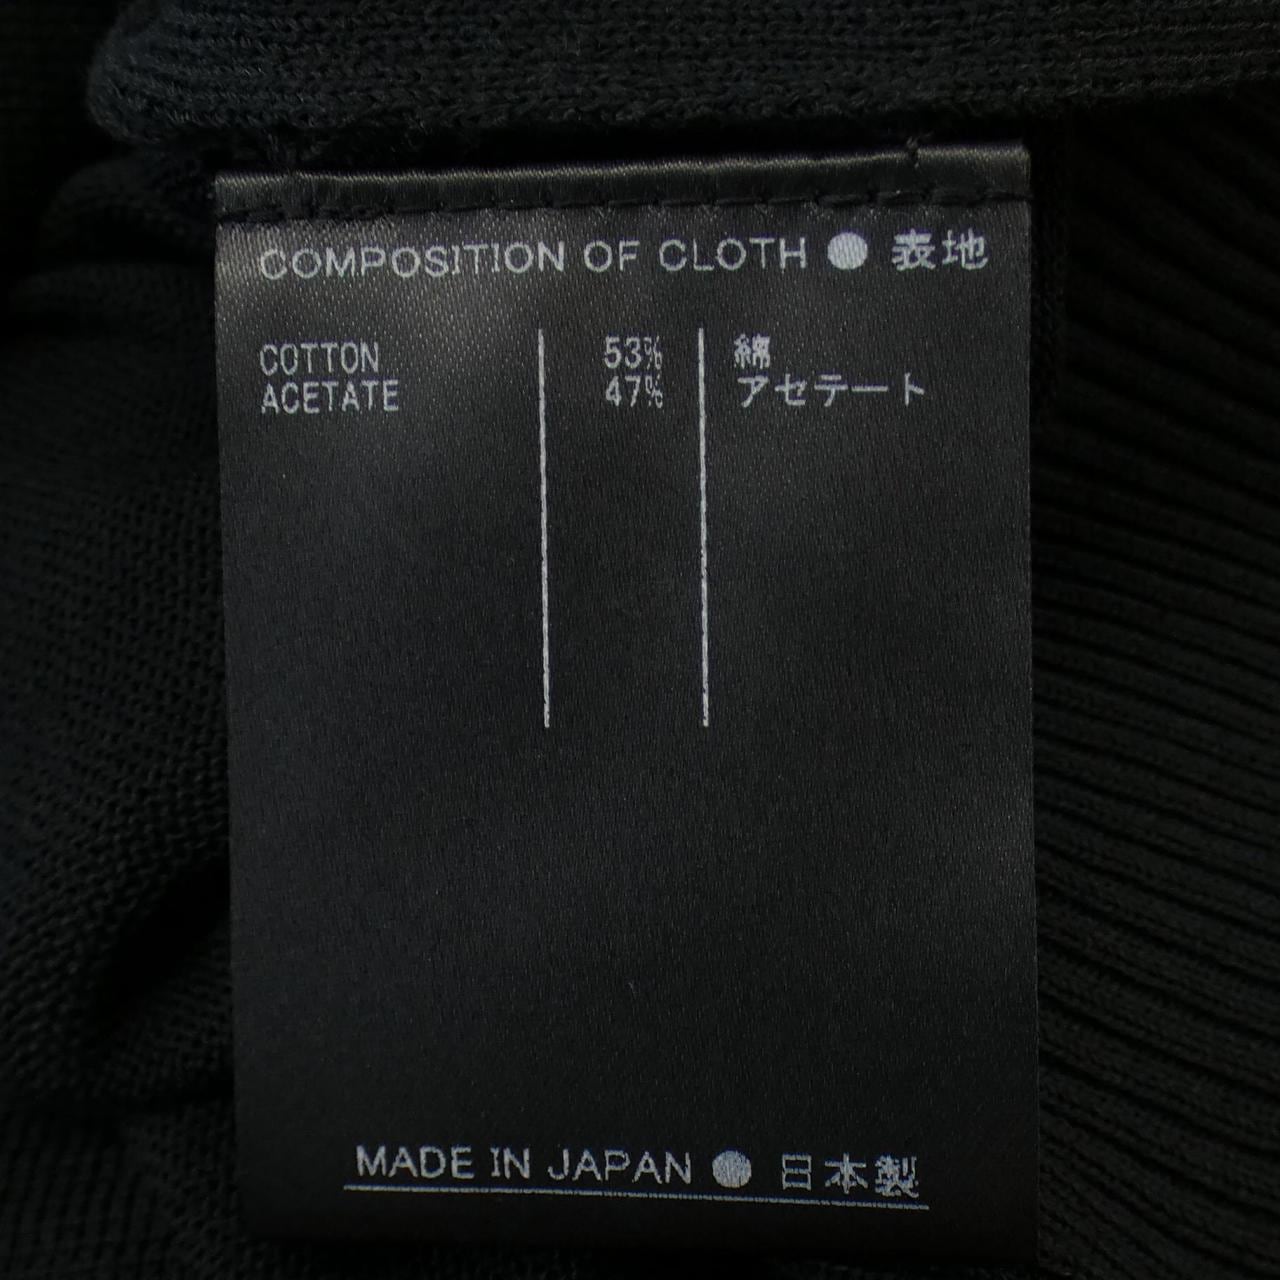 COMPOSITION OF CLOTH ● 表地
COTTON 53% 綿
ACETATE 47% アセテート
MADE IN JAPAN ● 日本製